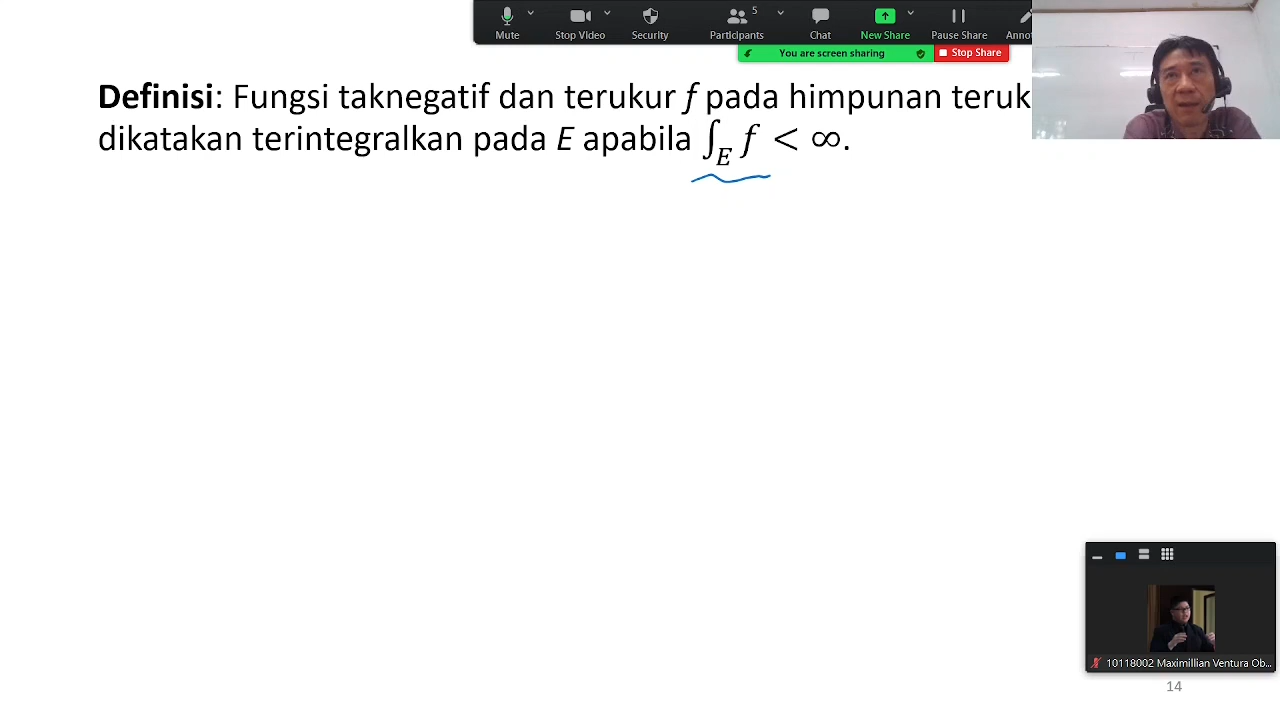 Mute
Stop Video
Security
Participants
5
Chat
New Share
Pause Share
You are screen sharing
Stop Share
Definisi: Fungsi taknegatif dan terukur f pada himpunan
dikatakan terintegralkan pada E apabila ∫_E f < ∞.
10118002 Maximillian Ventura Ob...
14